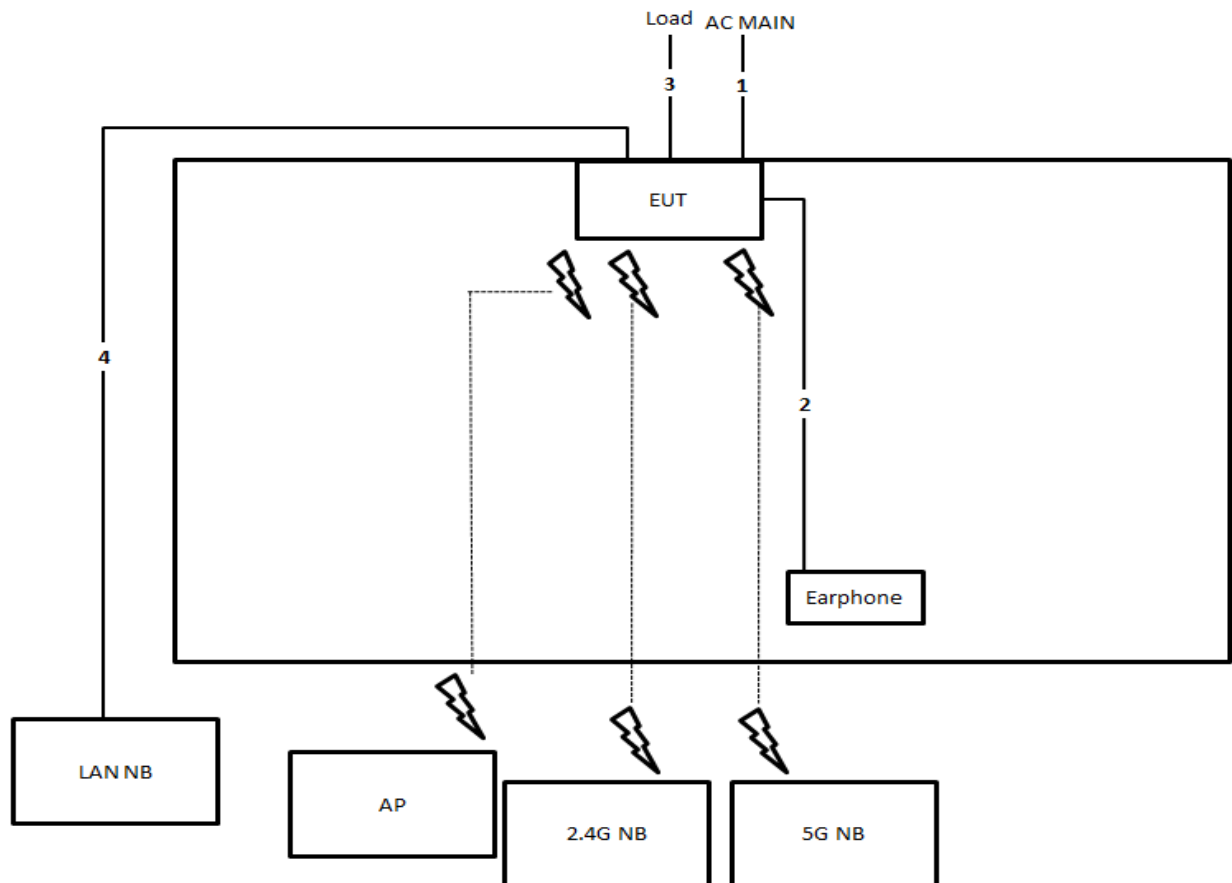 Load AC MAIN
3 1
EUT
4
2
Earphone
LAN NB
AP
2.4G NB
5G NB